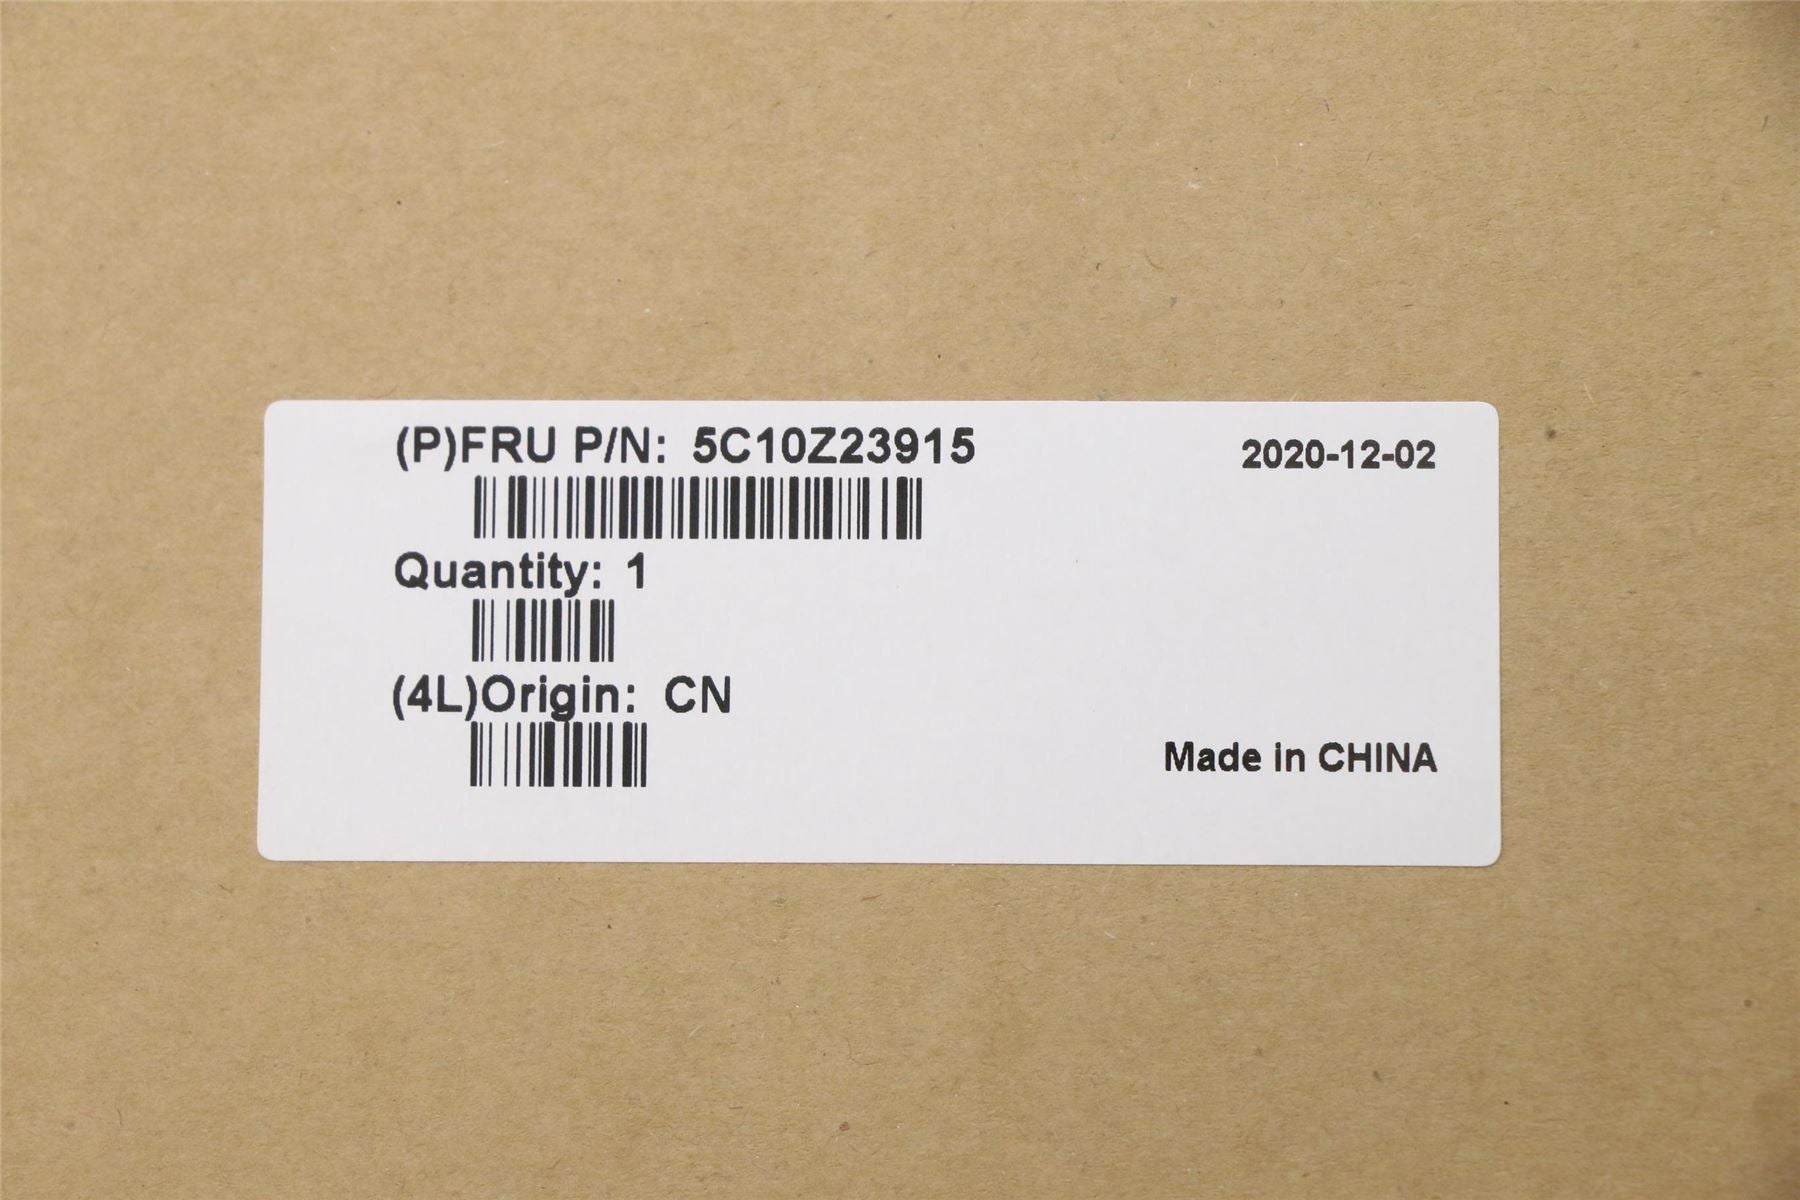 (P)FRU P/N: 5C10Z23915
2020-12-02
Quantity: 1
(4L)Origin: CN
Made in CHINA